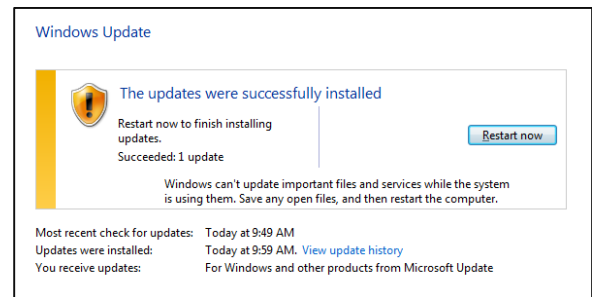 Windows Update
The updates were successfully installed
Restart now to finish installing
updates.
Succeeded: 1 update
Restart now
Windows can't update important files and services while the system
is using them. Save any open files, and then restart the computer.
Most recent check for updates: Today at 9:49 AM
Updates were installed: Today at 9:59 AM. View update history
You receive updates: For Windows and other products from Microsoft Update